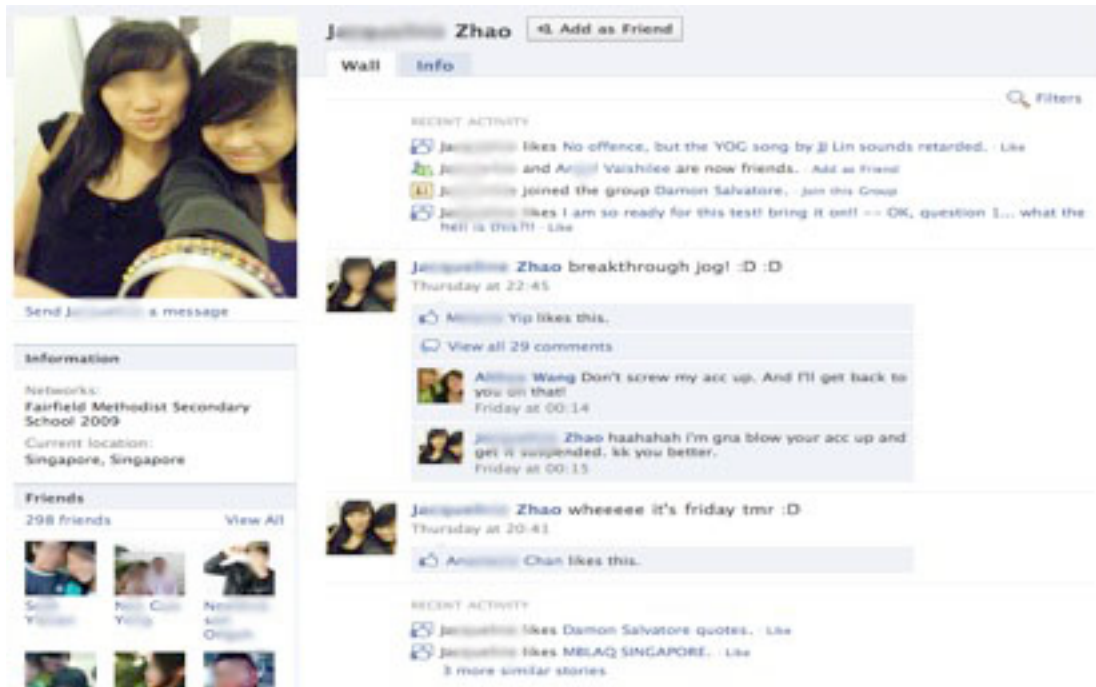 Zhao Add as Friend
Wall Info
Filters
RECENT ACTIVITY
likes No offence, but the YOG song by JJ Lin sounds retarded. · Like
and Vaishilee are now friends. · Add as Friend
joined the group Damon Salvatore. · Join this Group
likes I am so ready for this test! bring it on!! -- OK, question 1... what the
hell is this?!! · Like
Zhao breakthrough jog! :D :D
Thursday at 22:45
Yip likes this.
View all 29 comments
Wang Don't screw my acc up. And I'll get back to
you on that!
Friday at 00:14
Zhao haahahah i'm gna blow your acc up and
get it suspended. kk you better.
Friday at 00:15
Zhao wheeeee it's friday tmr :D
Thursday at 20:41
Chan likes this.
RECENT ACTIVITY
likes Damon Salvatore quotes. · Like
likes MBLAQ SINGAPORE. · Like
3 more similar stories
Send a message
Information
Networks:
Fairfield Methodist Secondary
School 2009
Current location:
Singapore, Singapore
Friends
298 friends View All